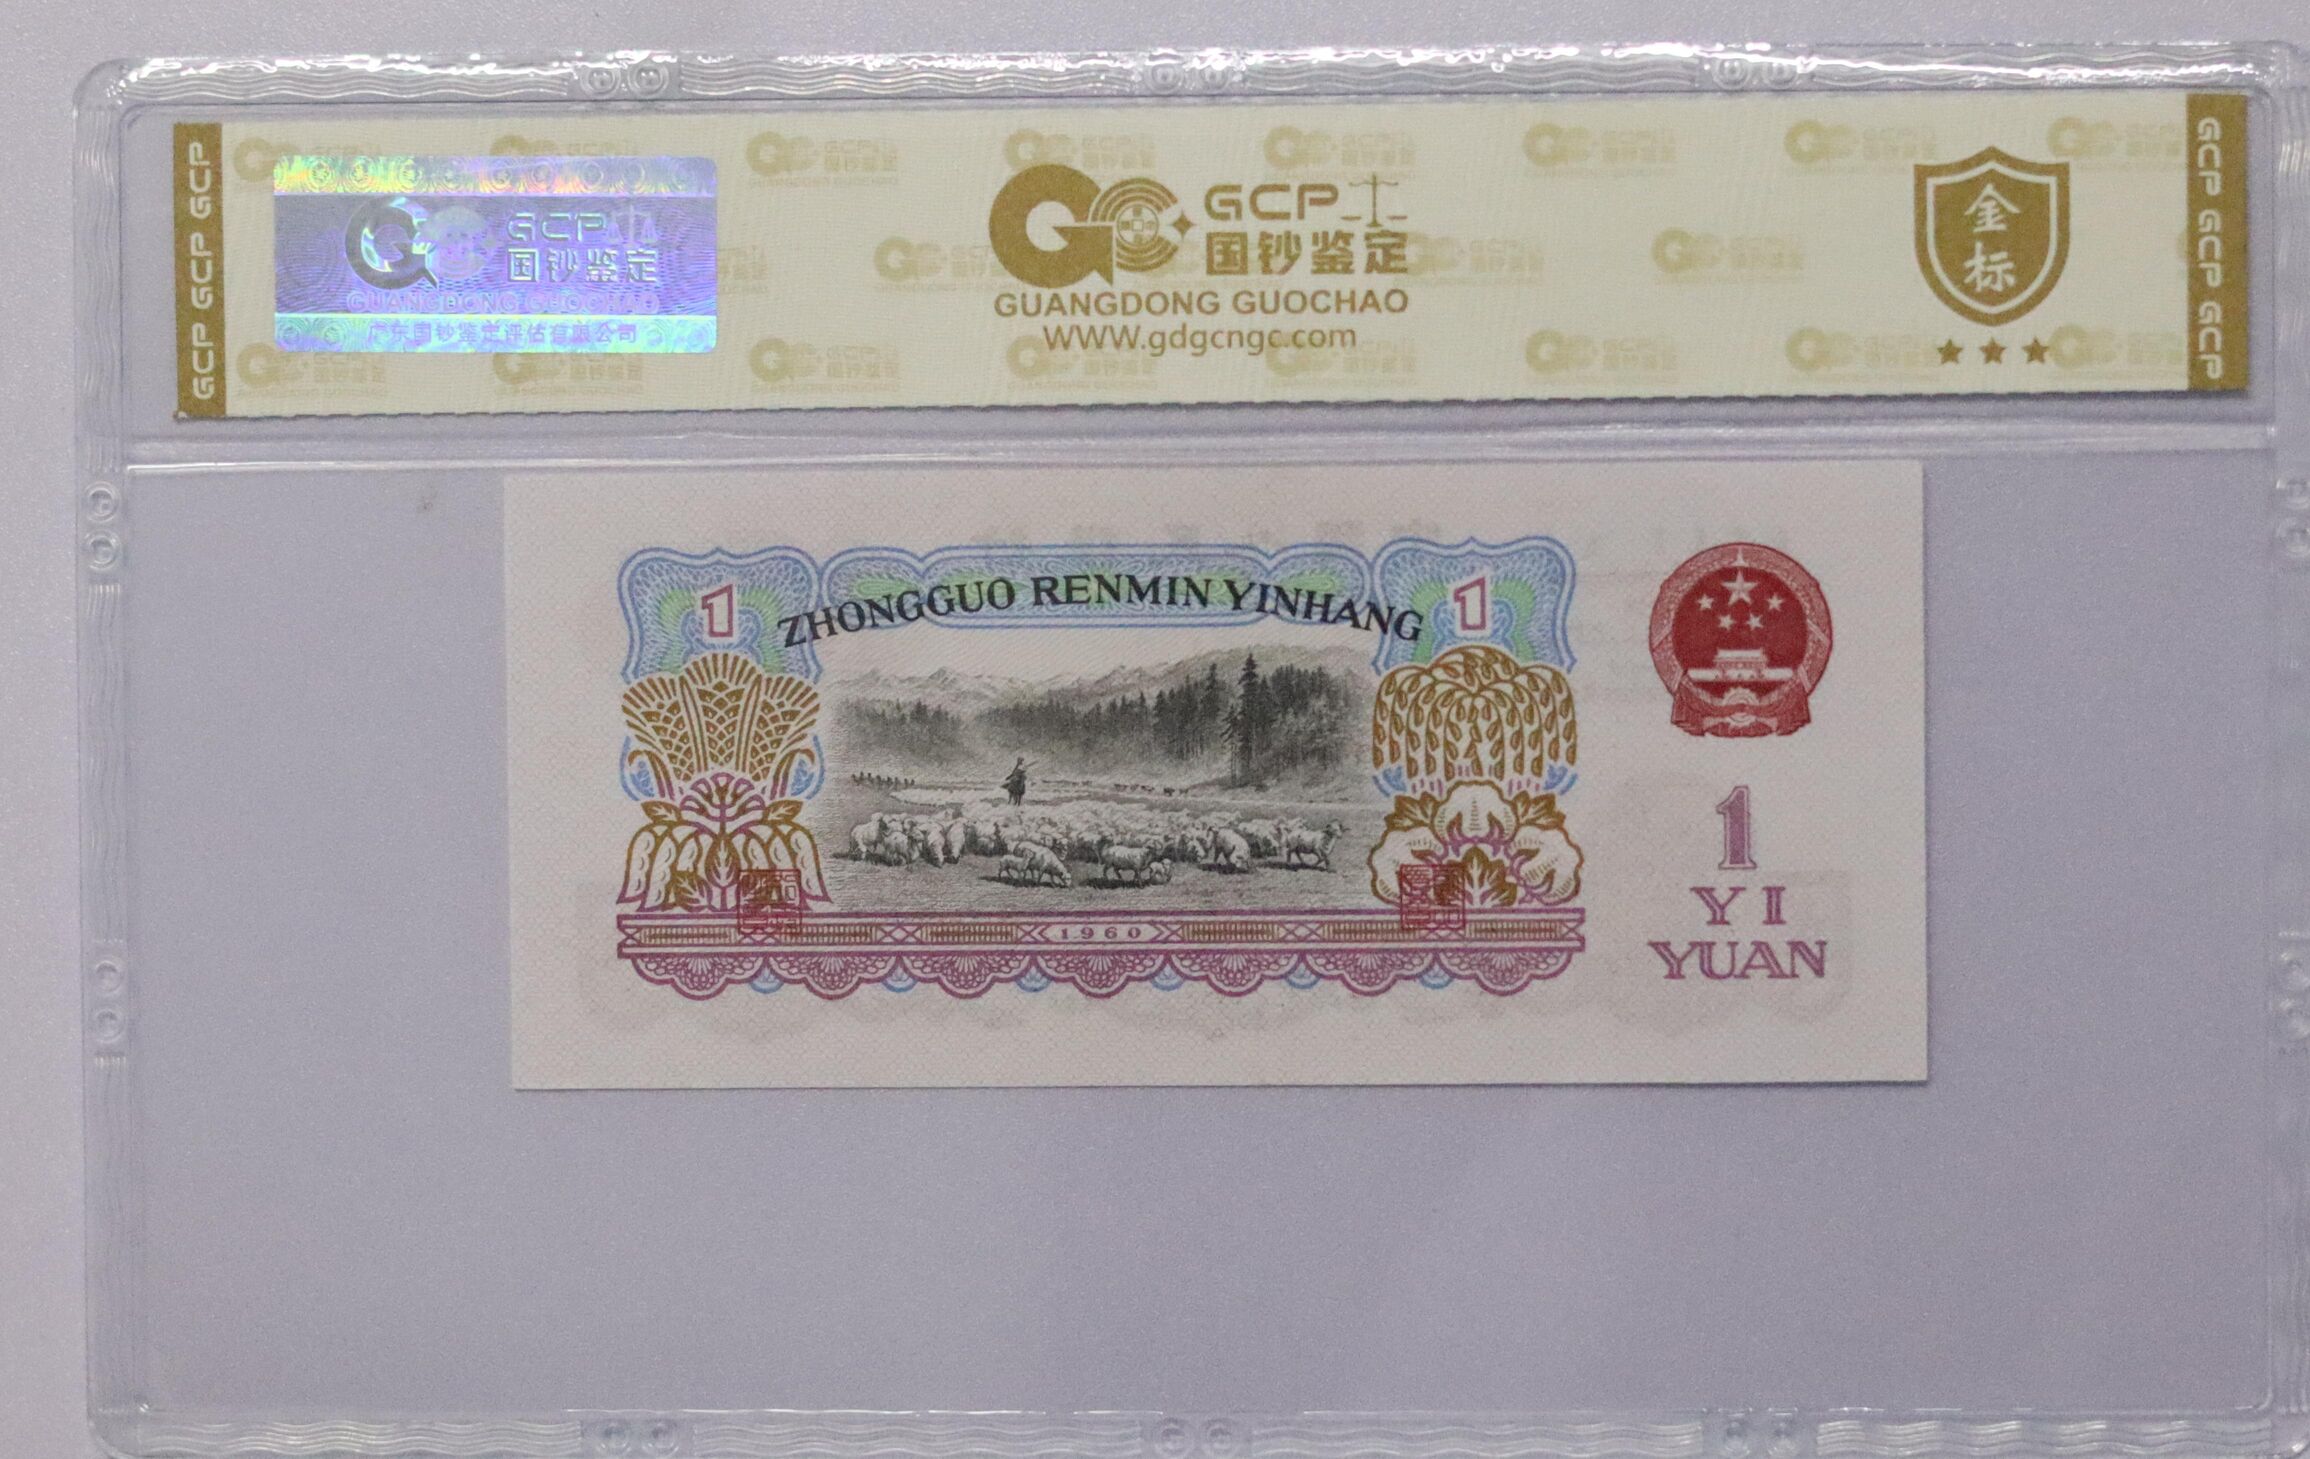 GCP GCP GCP
GCP
国钞鉴定
GUANGDONG GUOCHAO
广东国钞鉴定评估有限公司
GCP
国钞鉴定
GUANGDONG GUOCHAO
WWW.gdgcngc.com
金
标
GCP GCP GCP
1
ZHONGGUO RENMIN YINHANG
1
1960
1
YI
YUAN